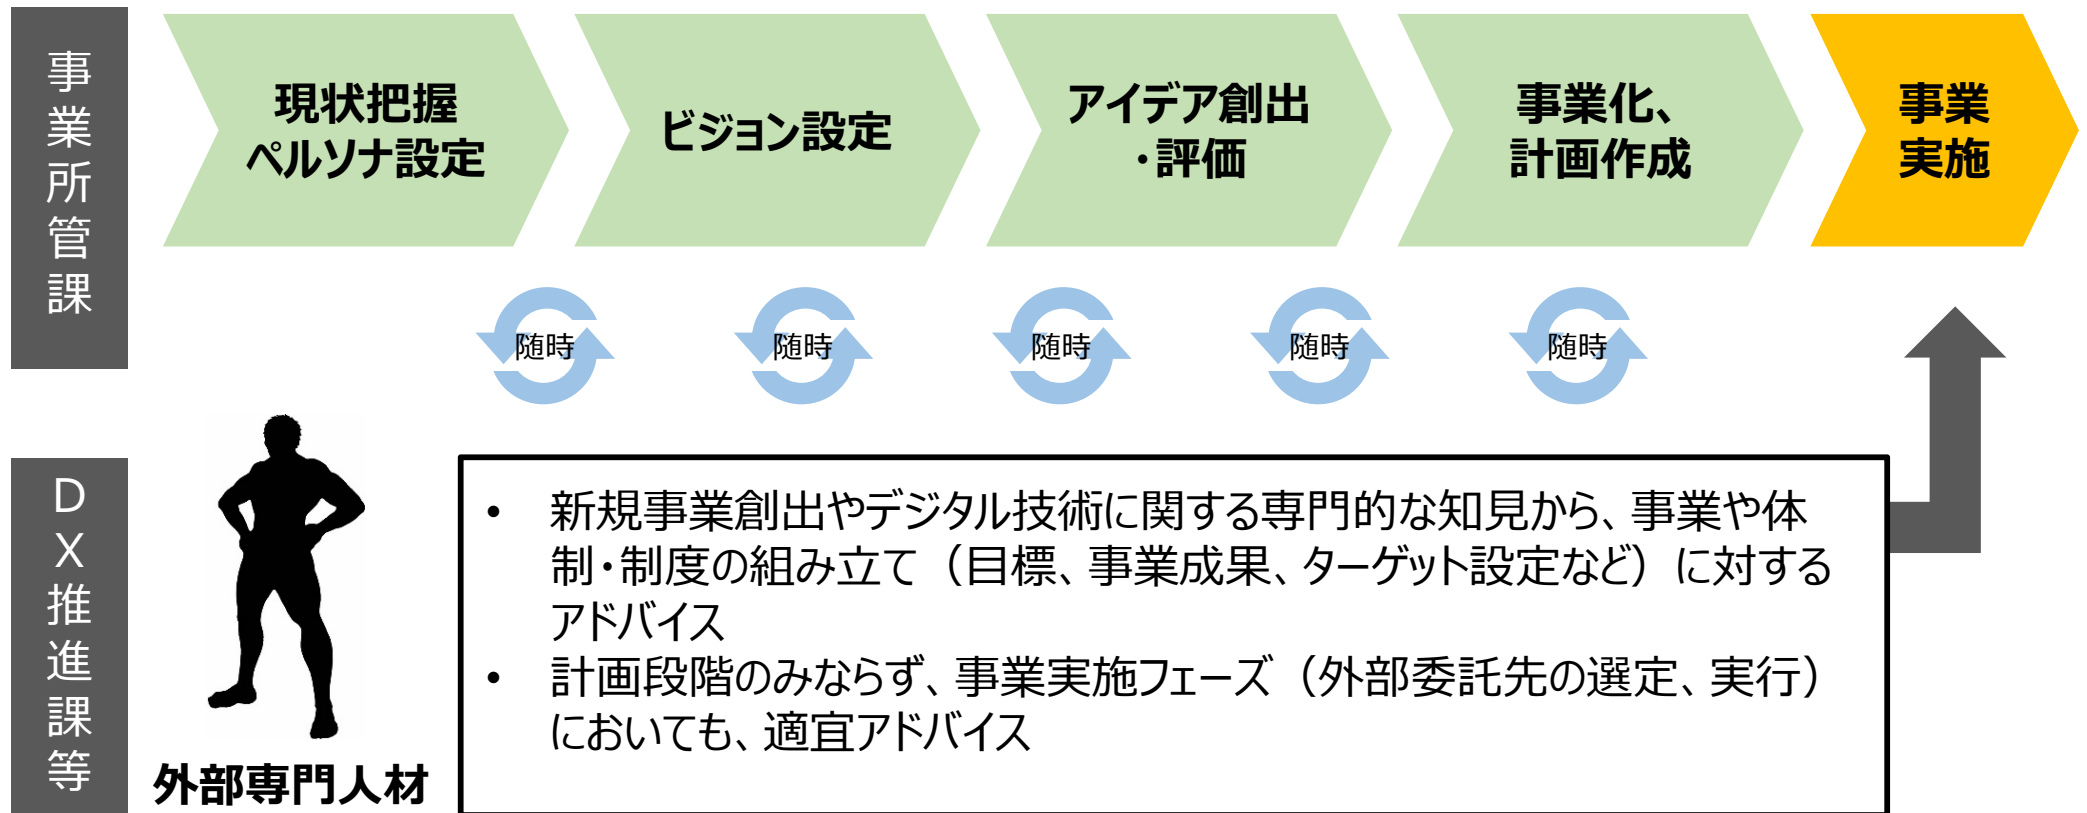 事業所管課
現状把握
ペルソナ設定
ビジョン設定
アイデア創出
・評価
事業化、
計画作成
事業
実施
随時
随時
随時
随時
随時
DX推進課等
外部専門人材
• 新規事業創出やデジタル技術に関する専門的な知見から、事業や体
制・制度の組み立て（目標、事業成果、ターゲット設定など）に対する
アドバイス
• 計画段階のみならず、事業実施フェーズ（外部委託先の選定、実行）
においても、適宜アドバイス